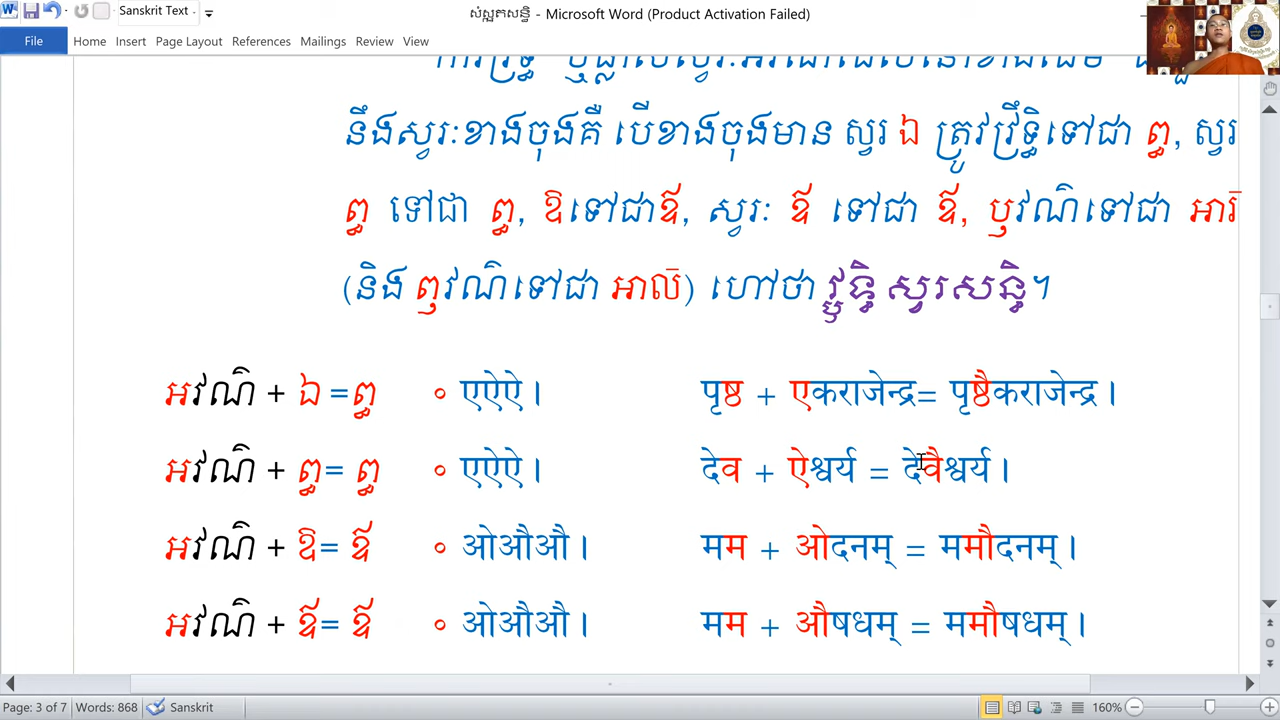 Sanskrit Text
សំស្ក្ឫតសន្ធិ - Microsoft Word (Product Activation Failed)
File Home Insert Page Layout References Mailings Review View
នឹងស្វរៈខាងចុងគឺ បើខាងចុងមាន ស្វរ ឯ ត្រូវវ្រឹទ្ធិទៅជា ឰ, ស្វរ
ឰ ទៅជា ឰ, ឱទៅជាឪ, ស្វរៈ ឪ ទៅជា ឪ, ឫវណ៌ទៅជា អារ៑
(និង ឭវណ៌ទៅជា អាល៑) ហៅថា វ្ឫទ្ធិ ស្វរសន្ធិ។
អវណ៌ + ឯ =ឰ ० एऐऐ। पृष्ठ + एकराजेन्द्र= पृष्ठैकराजेन्द्र।
អវណ៌ + ឰ= ឰ ० एऐऐ। देव + ऐश्वर्य = देवैश्वर्य।
អវណ៌ + ឱ= ឪ ० ओऔऔ। मम + ओदनम् = ममौदनम्।
អវណ៌ + ឪ= ឪ ० ओऔऔ। मम + औषधम् = ममौषधम्।
Page: 3 of 7 Words: 868 Sanskrit 160%